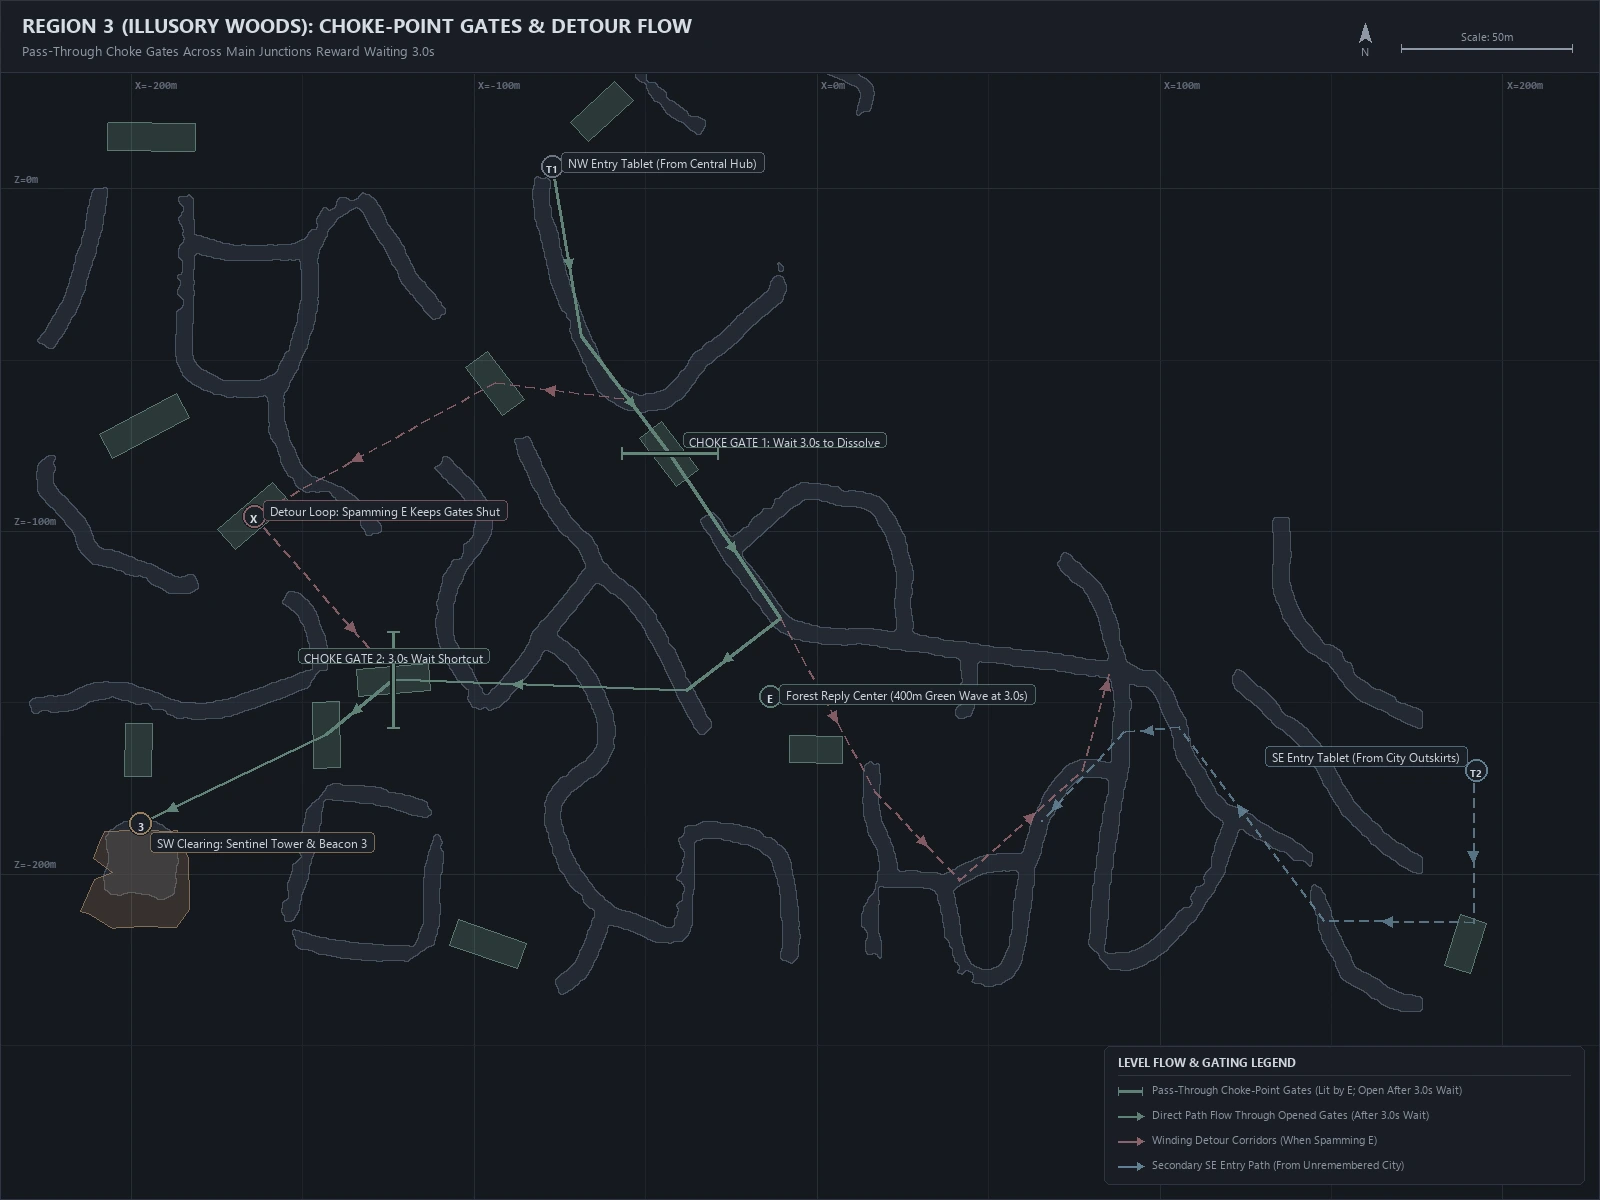 REGION 3 (ILLUSORY WOODS): CHOKE-POINT GATES & DETOUR FLOW
Pass-Through Choke Gates Across Main Junctions Reward Waiting 3.0s
N
Scale: 50m
X=-200m
X=-100m
X=0m
X=100m
X=200m
T1
NW Entry Tablet (From Central Hub)
Z=0m
CHOKE GATE 1: Wait 3.0s to Dissolve
X
Detour Loop: Spamming E Keeps Gates Shut
Z=-100m
CHOKE GATE 2: 3.0s Wait Shortcut
E
Forest Reply Center (400m Green Wave at 3.0s)
SE Entry Tablet (From City Outskirts)
T2
3
SW Clearing: Sentinel Tower & Beacon 3
Z=-200m
LEVEL FLOW & GATING LEGEND
Pass-Through Choke-Point Gates (Lit by E; Open After 3.0s Wait)
Direct Path Flow Through Opened Gates (After 3.0s Wait)
Winding Detour Corridors (When Spamming E)
Secondary SE Entry Path (From Unremembered City)